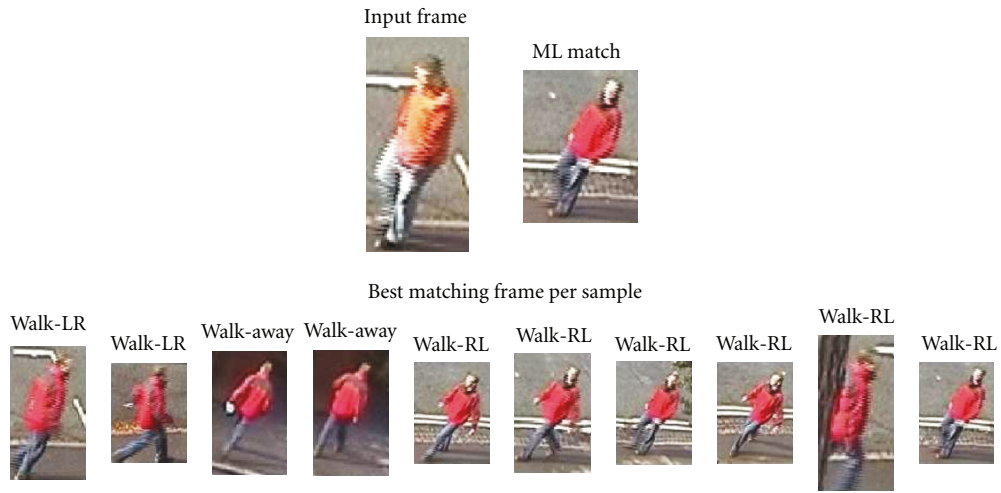 Input frame
ML match
Best matching frame per sample
Walk-LR
Walk-LR
Walk-away
Walk-away
Walk-RL
Walk-RL
Walk-RL
Walk-RL
Walk-RL
Walk-RL